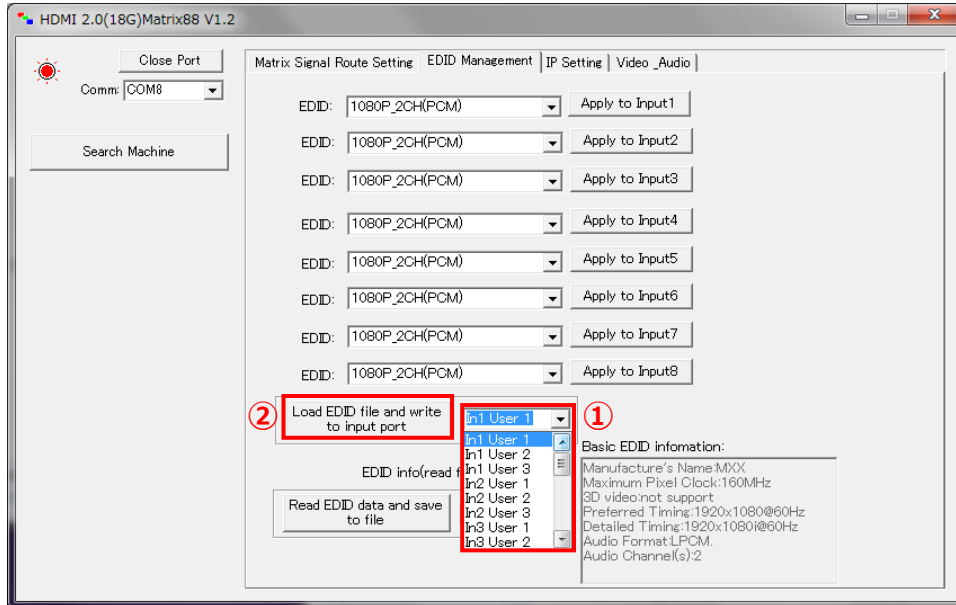 HDMI 2.0(18G)Matrix88 V1.2
Close Port
Comm: COM8
Search Machine
Matrix Signal Route Setting EDID Management IP Setting Video _Audio
EDID: 1080P_2CH(PCM) Apply to Input1
EDID: 1080P_2CH(PCM) Apply to Input2
EDID: 1080P_2CH(PCM) Apply to Input3
EDID: 1080P_2CH(PCM) Apply to Input4
EDID: 1080P_2CH(PCM) Apply to Input5
EDID: 1080P_2CH(PCM) Apply to Input6
EDID: 1080P_2CH(PCM) Apply to Input7
EDID: 1080P_2CH(PCM) Apply to Input8
② Load EDID file and write
to input port
In1 User 1 ①
In1 User 1
In1 User 2
In1 User 3
In2 User 1
In2 User 2
In2 User 3
In3 User 1
In3 User 2
EDID info(read f
Read EDID data and save
to file
Basic EDID infomation:
Manufacture's Name:MXX
Maximum Pixel Clock:160MHz
3D video:not support
Preferred Timing:1920x1080@60Hz
Detailed Timing:1920x1080i@60Hz
Audio Format:LPCM.
Audio Channel(s):2